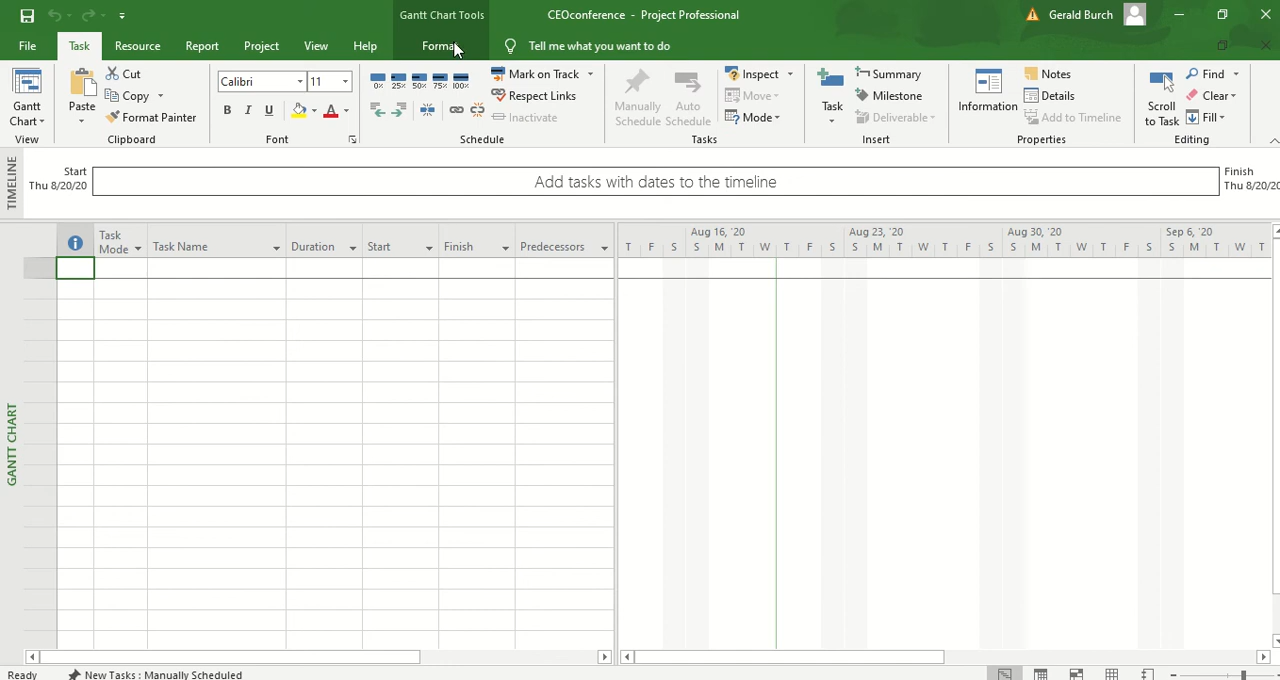 Gantt Chart Tools
CEOconference - Project Professional
Gerald Burch
File Task Resource Report Project View Help Format Tell me what you want to do
Gantt Chart
View
Paste
Cut
Copy
Format Painter
Clipboard
Calibri 11
B I U A
Font
0% 25% 50% 75% 100%
Mark on Track
Respect Links
Inactivate
Schedule
Manually Schedule
Auto Schedule
Inspect
Move
Mode
Tasks
Task
Summary
Milestone
Deliverable
Insert
Information
Notes
Details
Add to Timeline
Properties
Scroll to Task
Find
Clear
Fill
Editing
TIMELINE
Start
Thu 8/20/20
Add tasks with dates to the timeline
Finish
Thu 8/20/20
Task Mode Task Name Duration Start Finish Predecessors
Aug 16, '20 Aug 23, '20 Aug 30, '20 Sep 6, '20
T F S S M T W T F S S M T W T F S S M T W T F S S M T W T
GANTT CHART
Ready New Tasks : Manually Scheduled